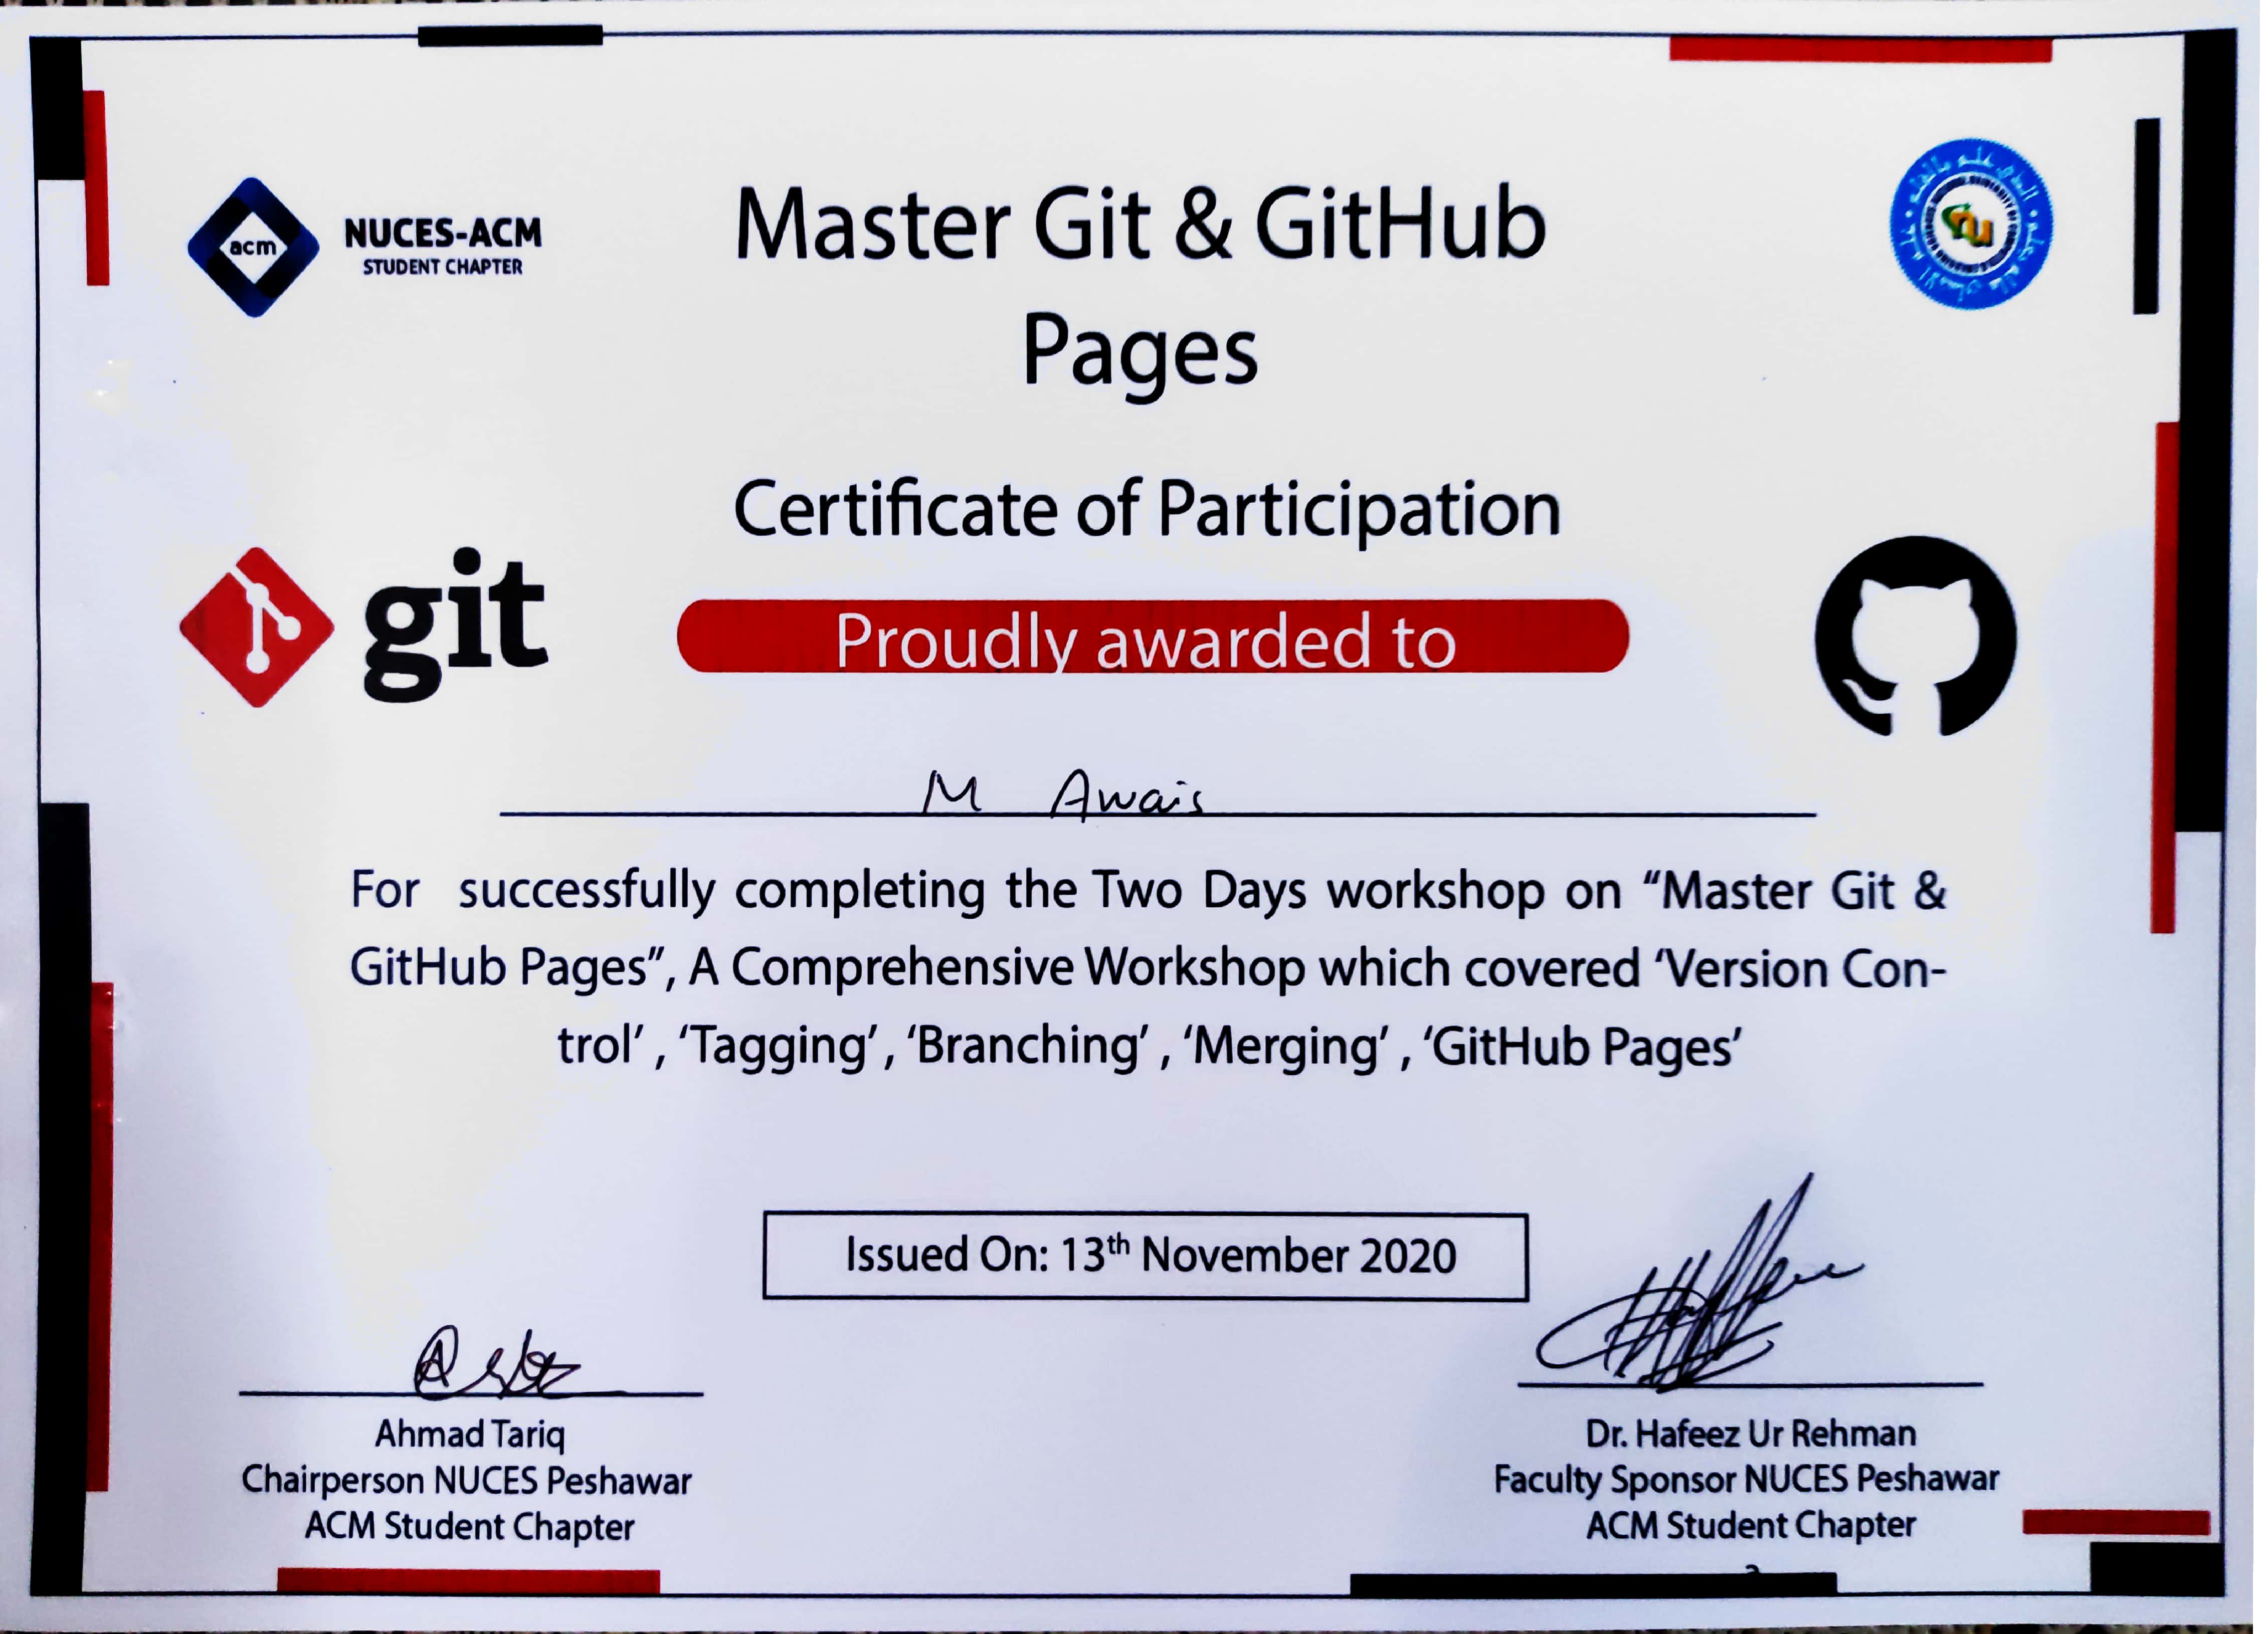 acm
NUCES-ACM
STUDENT CHAPTER
Master Git & GitHub
Pages
Certificate of Participation
git
Proudly awarded to
M Awais
For successfully completing the Two Days workshop on “Master Git &
GitHub Pages”, A Comprehensive Workshop which covered ‘Version Con-
trol’ , ‘Tagging’ , ‘Branching’ , ‘Merging’ , ‘GitHub Pages’
Issued On: 13th November 2020
Ahmad Tariq
Chairperson NUCES Peshawar
ACM Student Chapter
Dr. Hafeez Ur Rehman
Faculty Sponsor NUCES Peshawar
ACM Student Chapter